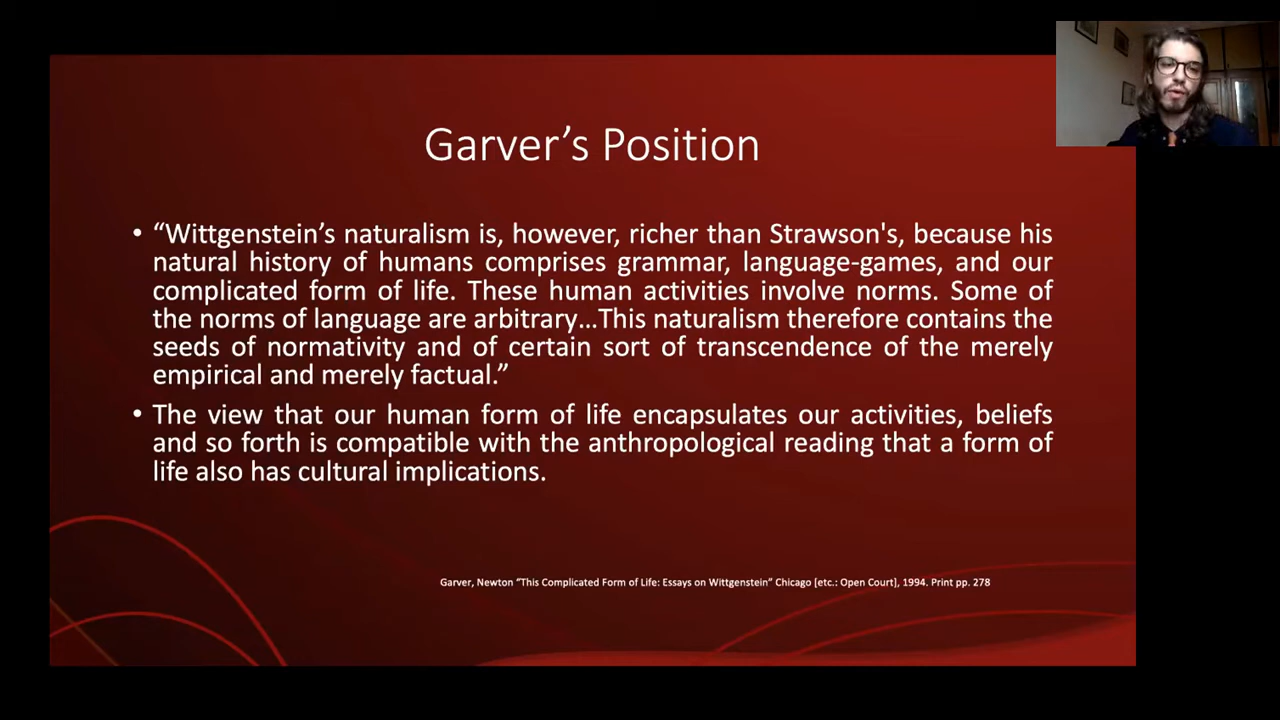 Garver’s Position
• “Wittgenstein’s naturalism is, however, richer than Strawson's, because his
natural history of humans comprises grammar, language-games, and our
complicated form of life. These human activities involve norms. Some of
the norms of language are arbitrary…This naturalism therefore contains the
seeds of normativity and of certain sort of transcendence of the merely
empirical and merely factual.”
• The view that our human form of life encapsulates our activities, beliefs
and so forth is compatible with the anthropological reading that a form of
life also has cultural implications.
Garver, Newton “This Complicated Form of Life: Essays on Wittgenstein” Chicago [etc.: Open Court], 1994. Print pp. 278